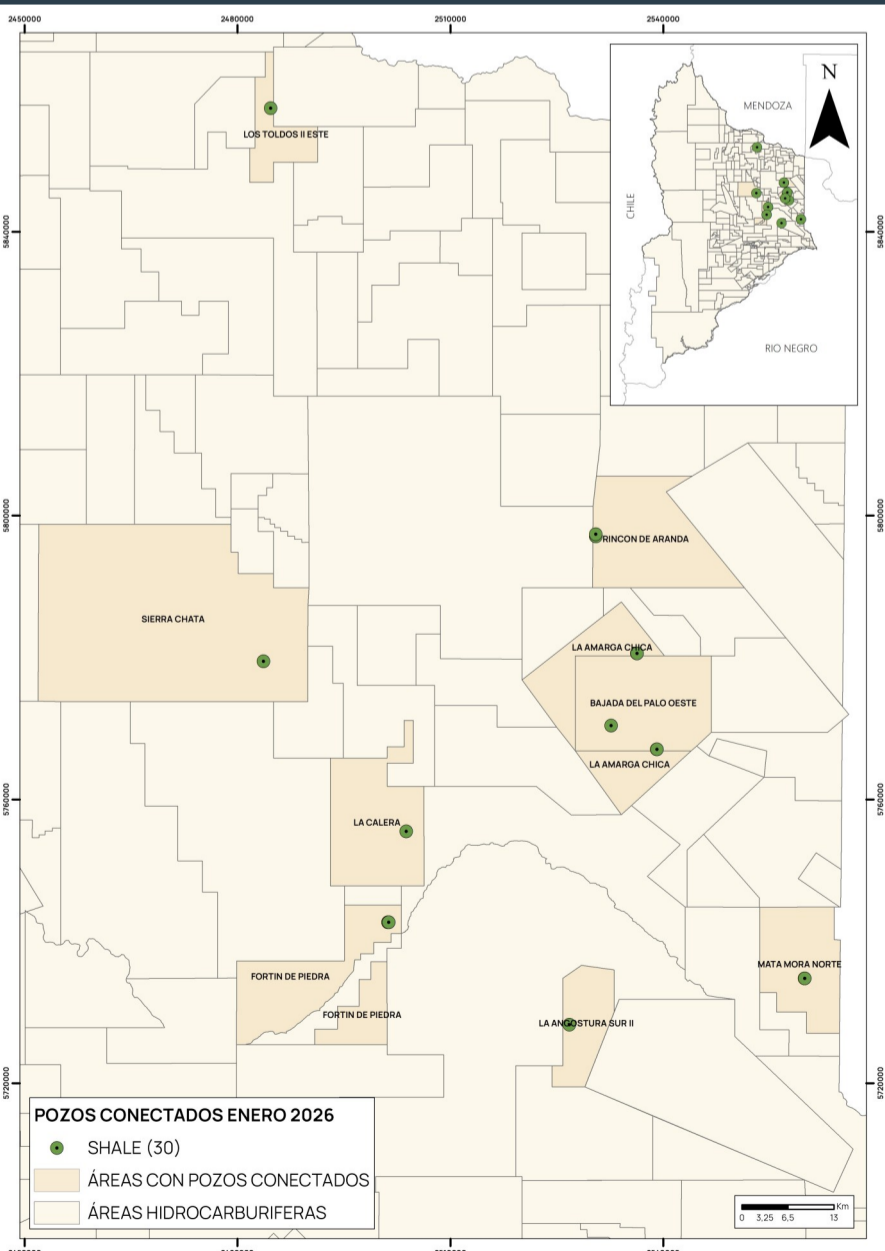 2450000
2480000
2510000
2540000
N
MENDOZA
CHILE
RIO NEGRO
LOS TOLDOS II ESTE
5840000
5840000
5800000
5800000
RINCON DE ARANDA
SIERRA CHATA
LA AMARGA CHICA
BAJADA DEL PALO OESTE
LA AMARGA CHICA
5760000
5760000
LA CALERA
MATA MORA NORTE
FORTIN DE PIEDRA
FORTIN DE PIEDRA
LA ANGOSTURA SUR II
5720000
5720000
POZOS CONECTADOS ENERO 2026
SHALE (30)
ÁREAS CON POZOS CONECTADOS
ÁREAS HIDROCARBURIFERAS
Km
0 3,25 6,5 13